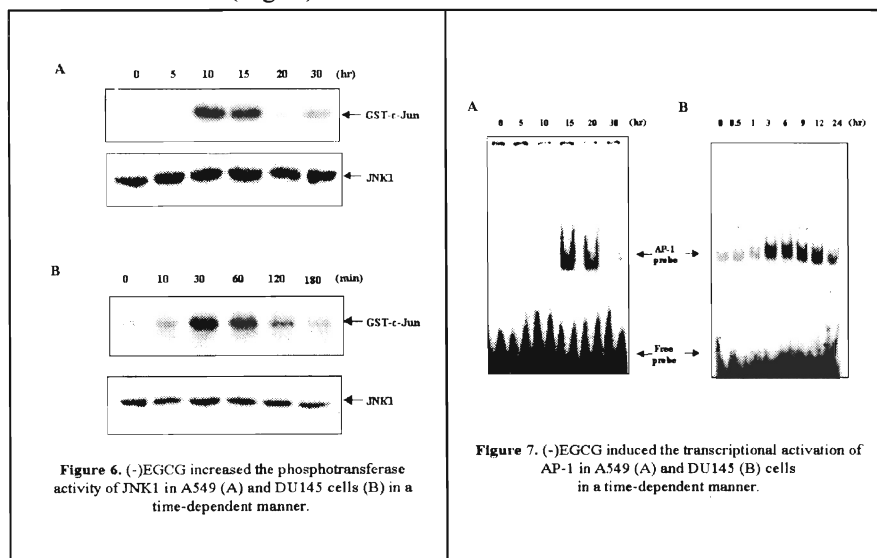 A
0 5 10 15 20 30 (hr)
GST-c-Jun
JNK1
B
0 10 30 60 120 180 (min)
GST-c-Jun
JNK1
Figure 6. (-)EGCG increased the phosphotransferase
activity of JNK1 in A549 (A) and DU145 cells (B) in a
time-dependent manner.
A
0 5 10 15 20 30 (hr)
B
0 0.5 1 3 6 9 12 24 (hr)
AP-1
probe
Free
probe
Figure 7. (-)EGCG induced the transcriptional activation of
AP-1 in A549 (A) and DU145 (B) cells
in a time-dependent manner.